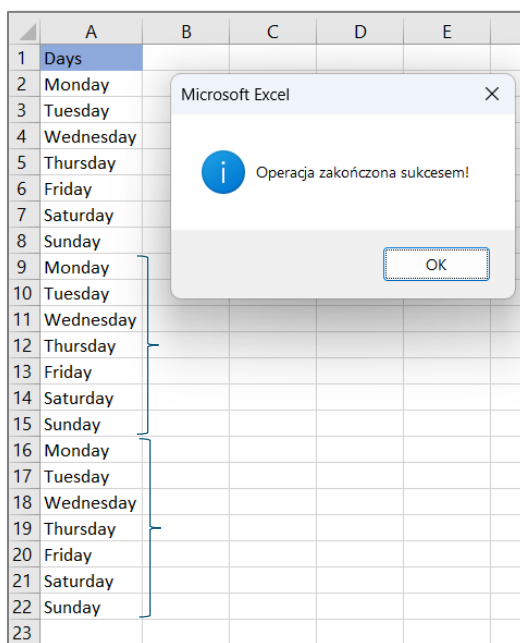 A B C D E
1 Days
2 Monday
3 Tuesday
4 Wednesday
5 Thursday
6 Friday
7 Saturday
8 Sunday
9 Monday
10 Tuesday
11 Wednesday
12 Thursday
13 Friday
14 Saturday
15 Sunday
16 Monday
17 Tuesday
18 Wednesday
19 Thursday
20 Friday
21 Saturday
22 Sunday
23
Microsoft Excel
i
Operacja zakończona sukcesem!
OK